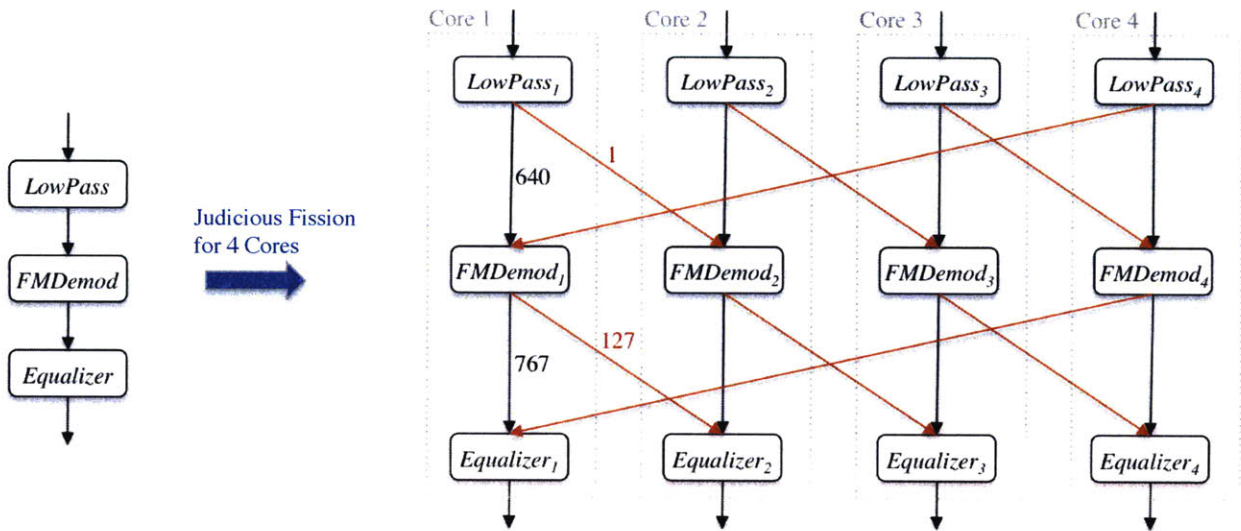 Core 1
Core 2
Core 3
Core 4
LowPass1
LowPass2
LowPass3
LowPass4
LowPass
1
640
Judicious Fission
for 4 Cores
FMDemod
FMDemod1
FMDemod2
FMDemod3
FMDemod4
Equalizer
127
767
Equalizer1
Equalizer2
Equalizer3
Equalizer4